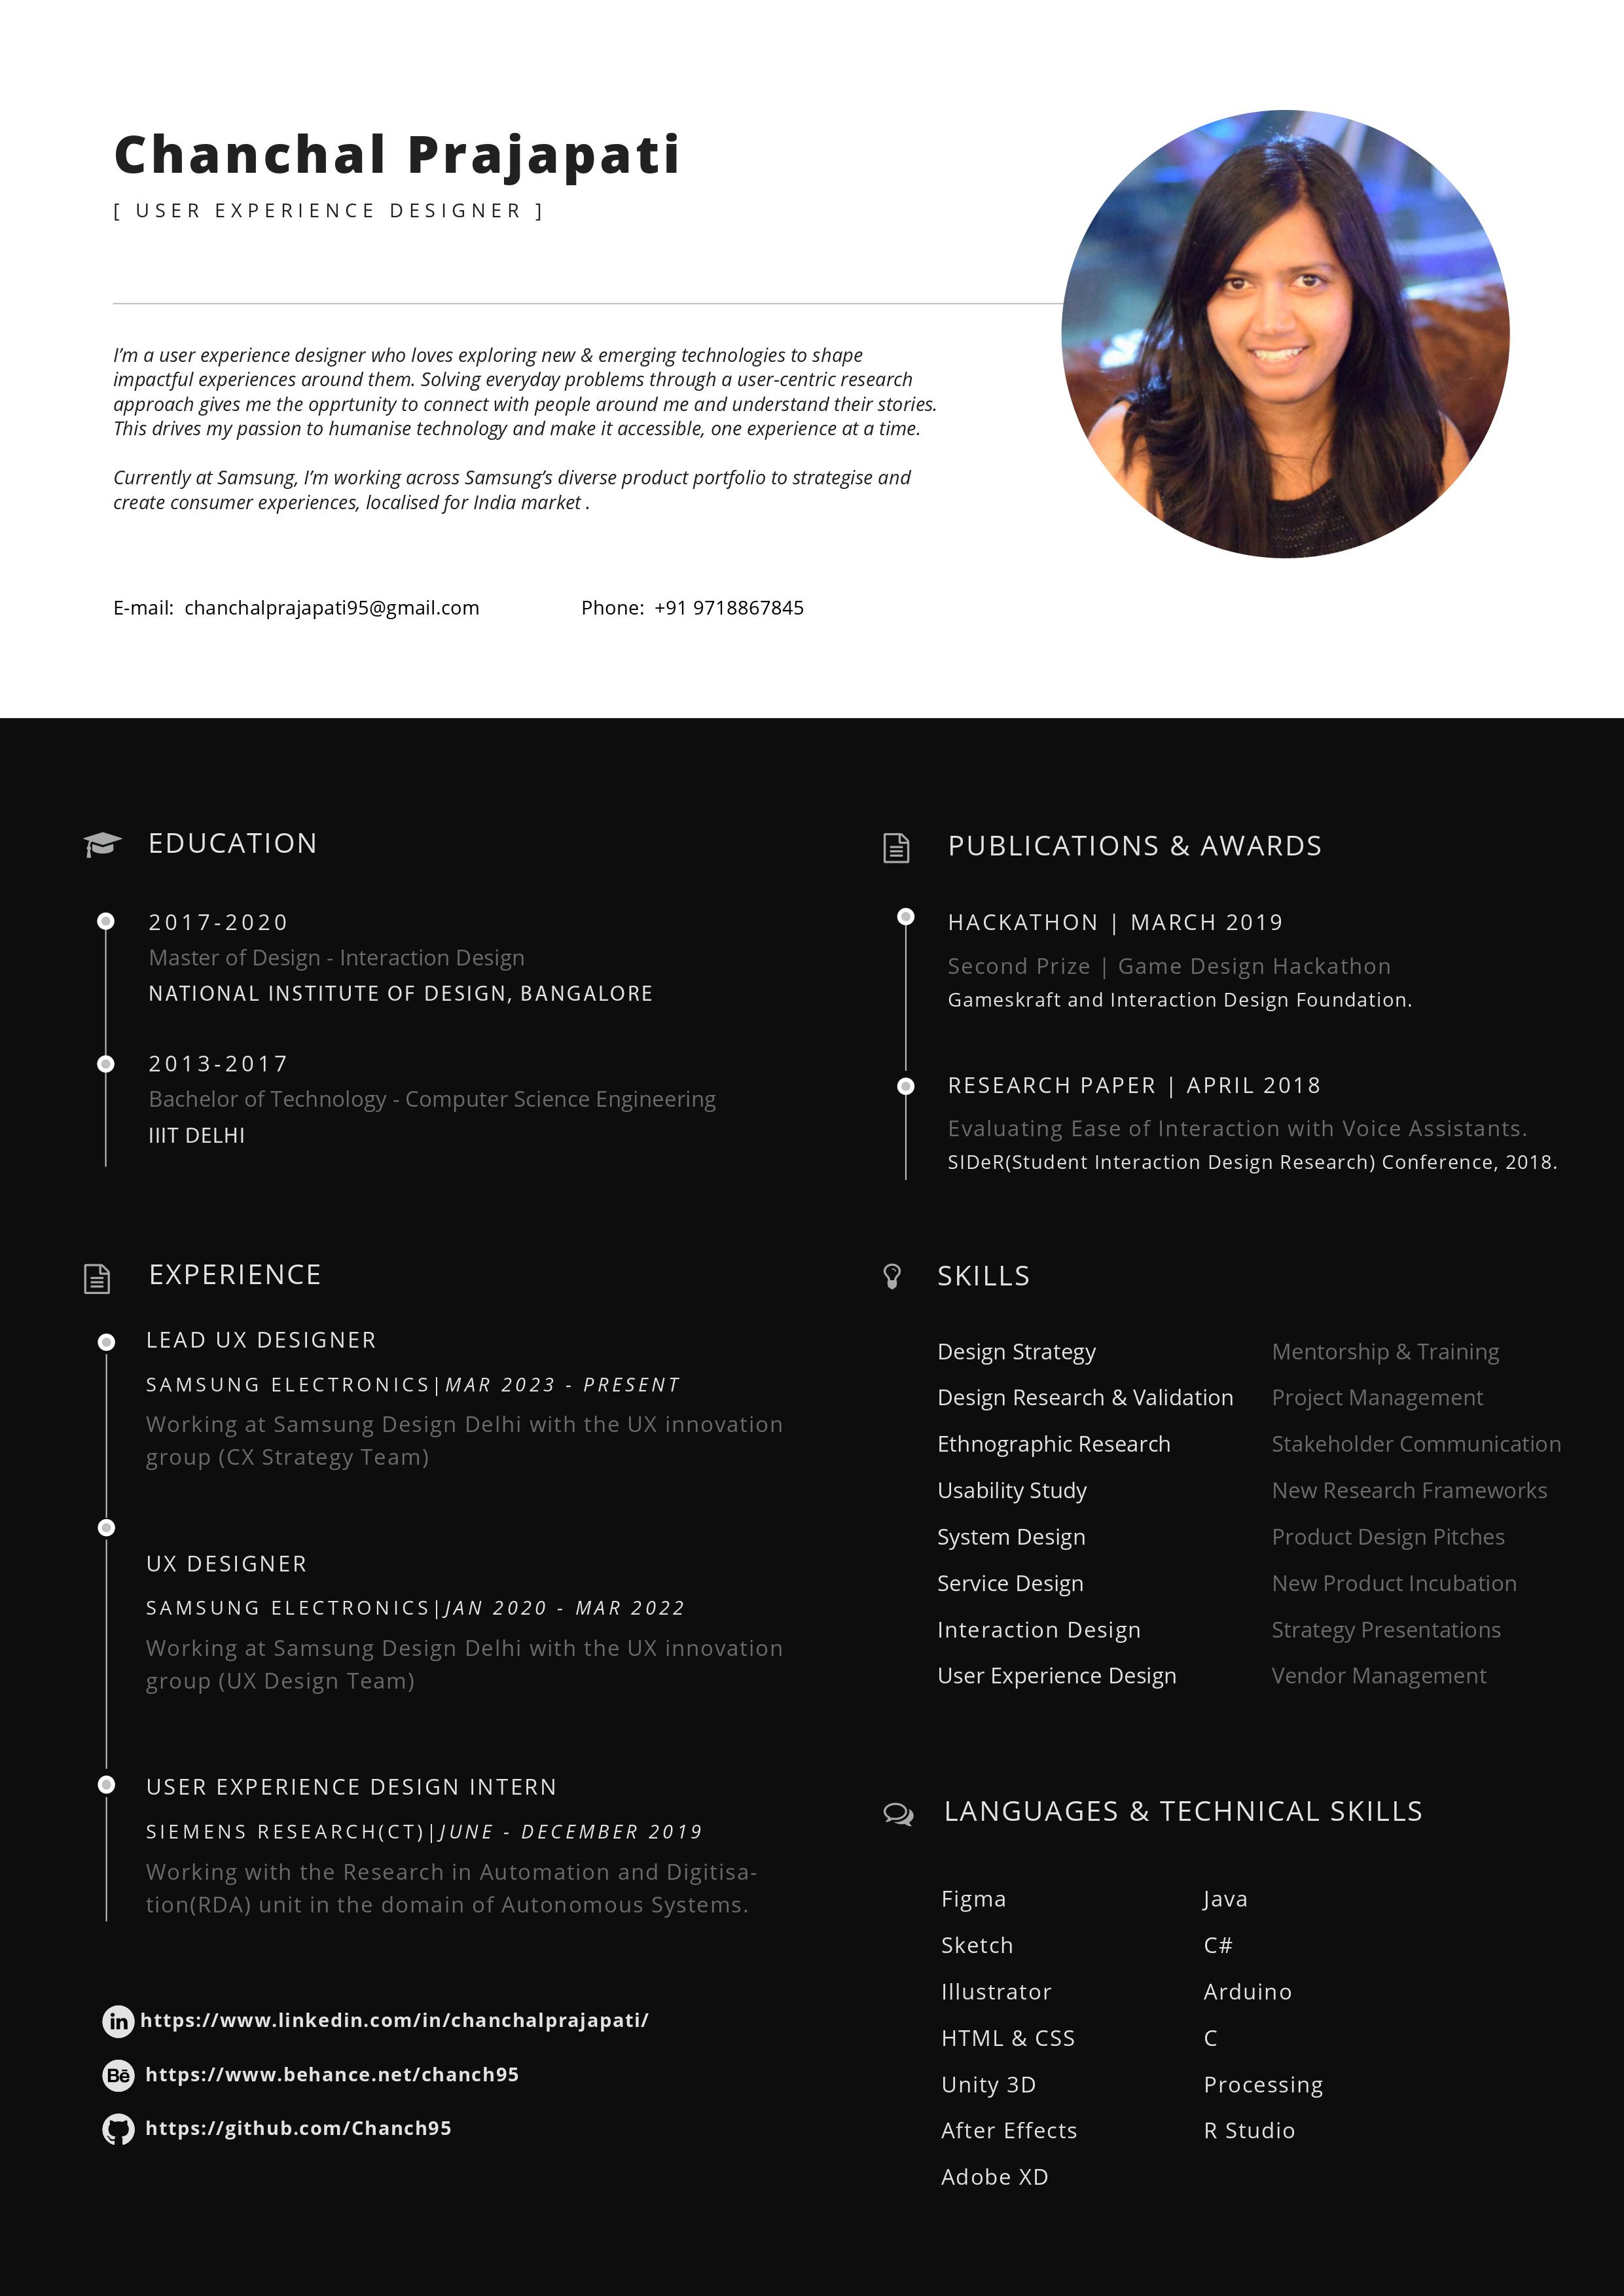 Chanchal Prajapati
[ USER EXPERIENCE DESIGNER ]
I’m a user experience designer who loves exploring new & emerging technologies to shape
impactful experiences around them. Solving everyday problems through a user-centric research
approach gives me the opprtunity to connect with people around me and understand their stories.
This drives my passion to humanise technology and make it accessible, one experience at a time.
Currently at Samsung, I’m working across Samsung’s diverse product portfolio to strategise and
create consumer experiences, localised for India market .
E-mail: chanchalprajapati95@gmail.com Phone: +91 9718867845
EDUCATION
2017-2020
Master of Design - Interaction Design
NATIONAL INSTITUTE OF DESIGN, BANGALORE
2013-2017
Bachelor of Technology - Computer Science Engineering
IIIT DELHI
EXPERIENCE
LEAD UX DESIGNER
SAMSUNG ELECTRONICS|MAR 2023 - PRESENT
Working at Samsung Design Delhi with the UX innovation
group (CX Strategy Team)
UX DESIGNER
SAMSUNG ELECTRONICS|JAN 2020 - MAR 2022
Working at Samsung Design Delhi with the UX innovation
group (UX Design Team)
USER EXPERIENCE DESIGN INTERN
SIEMENS RESEARCH(CT)|JUNE - DECEMBER 2019
Working with the Research in Automation and Digitisa-
tion(RDA) unit in the domain of Autonomous Systems.
in https://www.linkedin.com/in/chanchalprajapati/
Bē https://www.behance.net/chanch95
https://github.com/Chanch95
PUBLICATIONS & AWARDS
HACKATHON | MARCH 2019
Second Prize | Game Design Hackathon
Gameskraft and Interaction Design Foundation.
RESEARCH PAPER | APRIL 2018
Evaluating Ease of Interaction with Voice Assistants.
SIDeR(Student Interaction Design Research) Conference, 2018.
SKILLS
Design Strategy Mentorship & Training
Design Research & Validation Project Management
Ethnographic Research Stakeholder Communication
Usability Study New Research Frameworks
System Design Product Design Pitches
Service Design New Product Incubation
Interaction Design Strategy Presentations
User Experience Design Vendor Management
LANGUAGES & TECHNICAL SKILLS
Figma Java
Sketch C#
Illustrator Arduino
HTML & CSS C
Unity 3D Processing
After Effects R Studio
Adobe XD